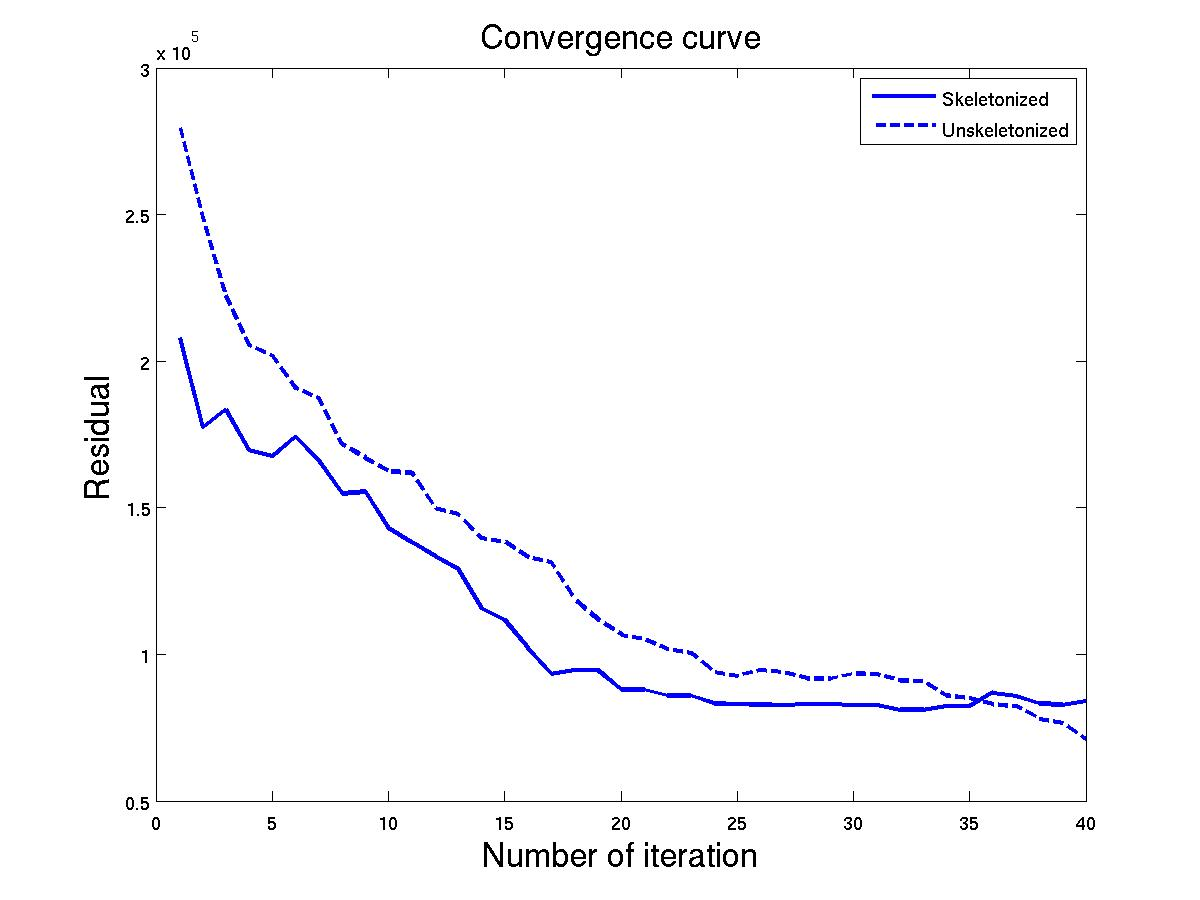 Convergence curve
x 10^5
3
2.5
2
1.5
1
0.5
Residual
Skeletonized
Unskeletonized
0 5 10 15 20 25 30 35 40
Number of iteration